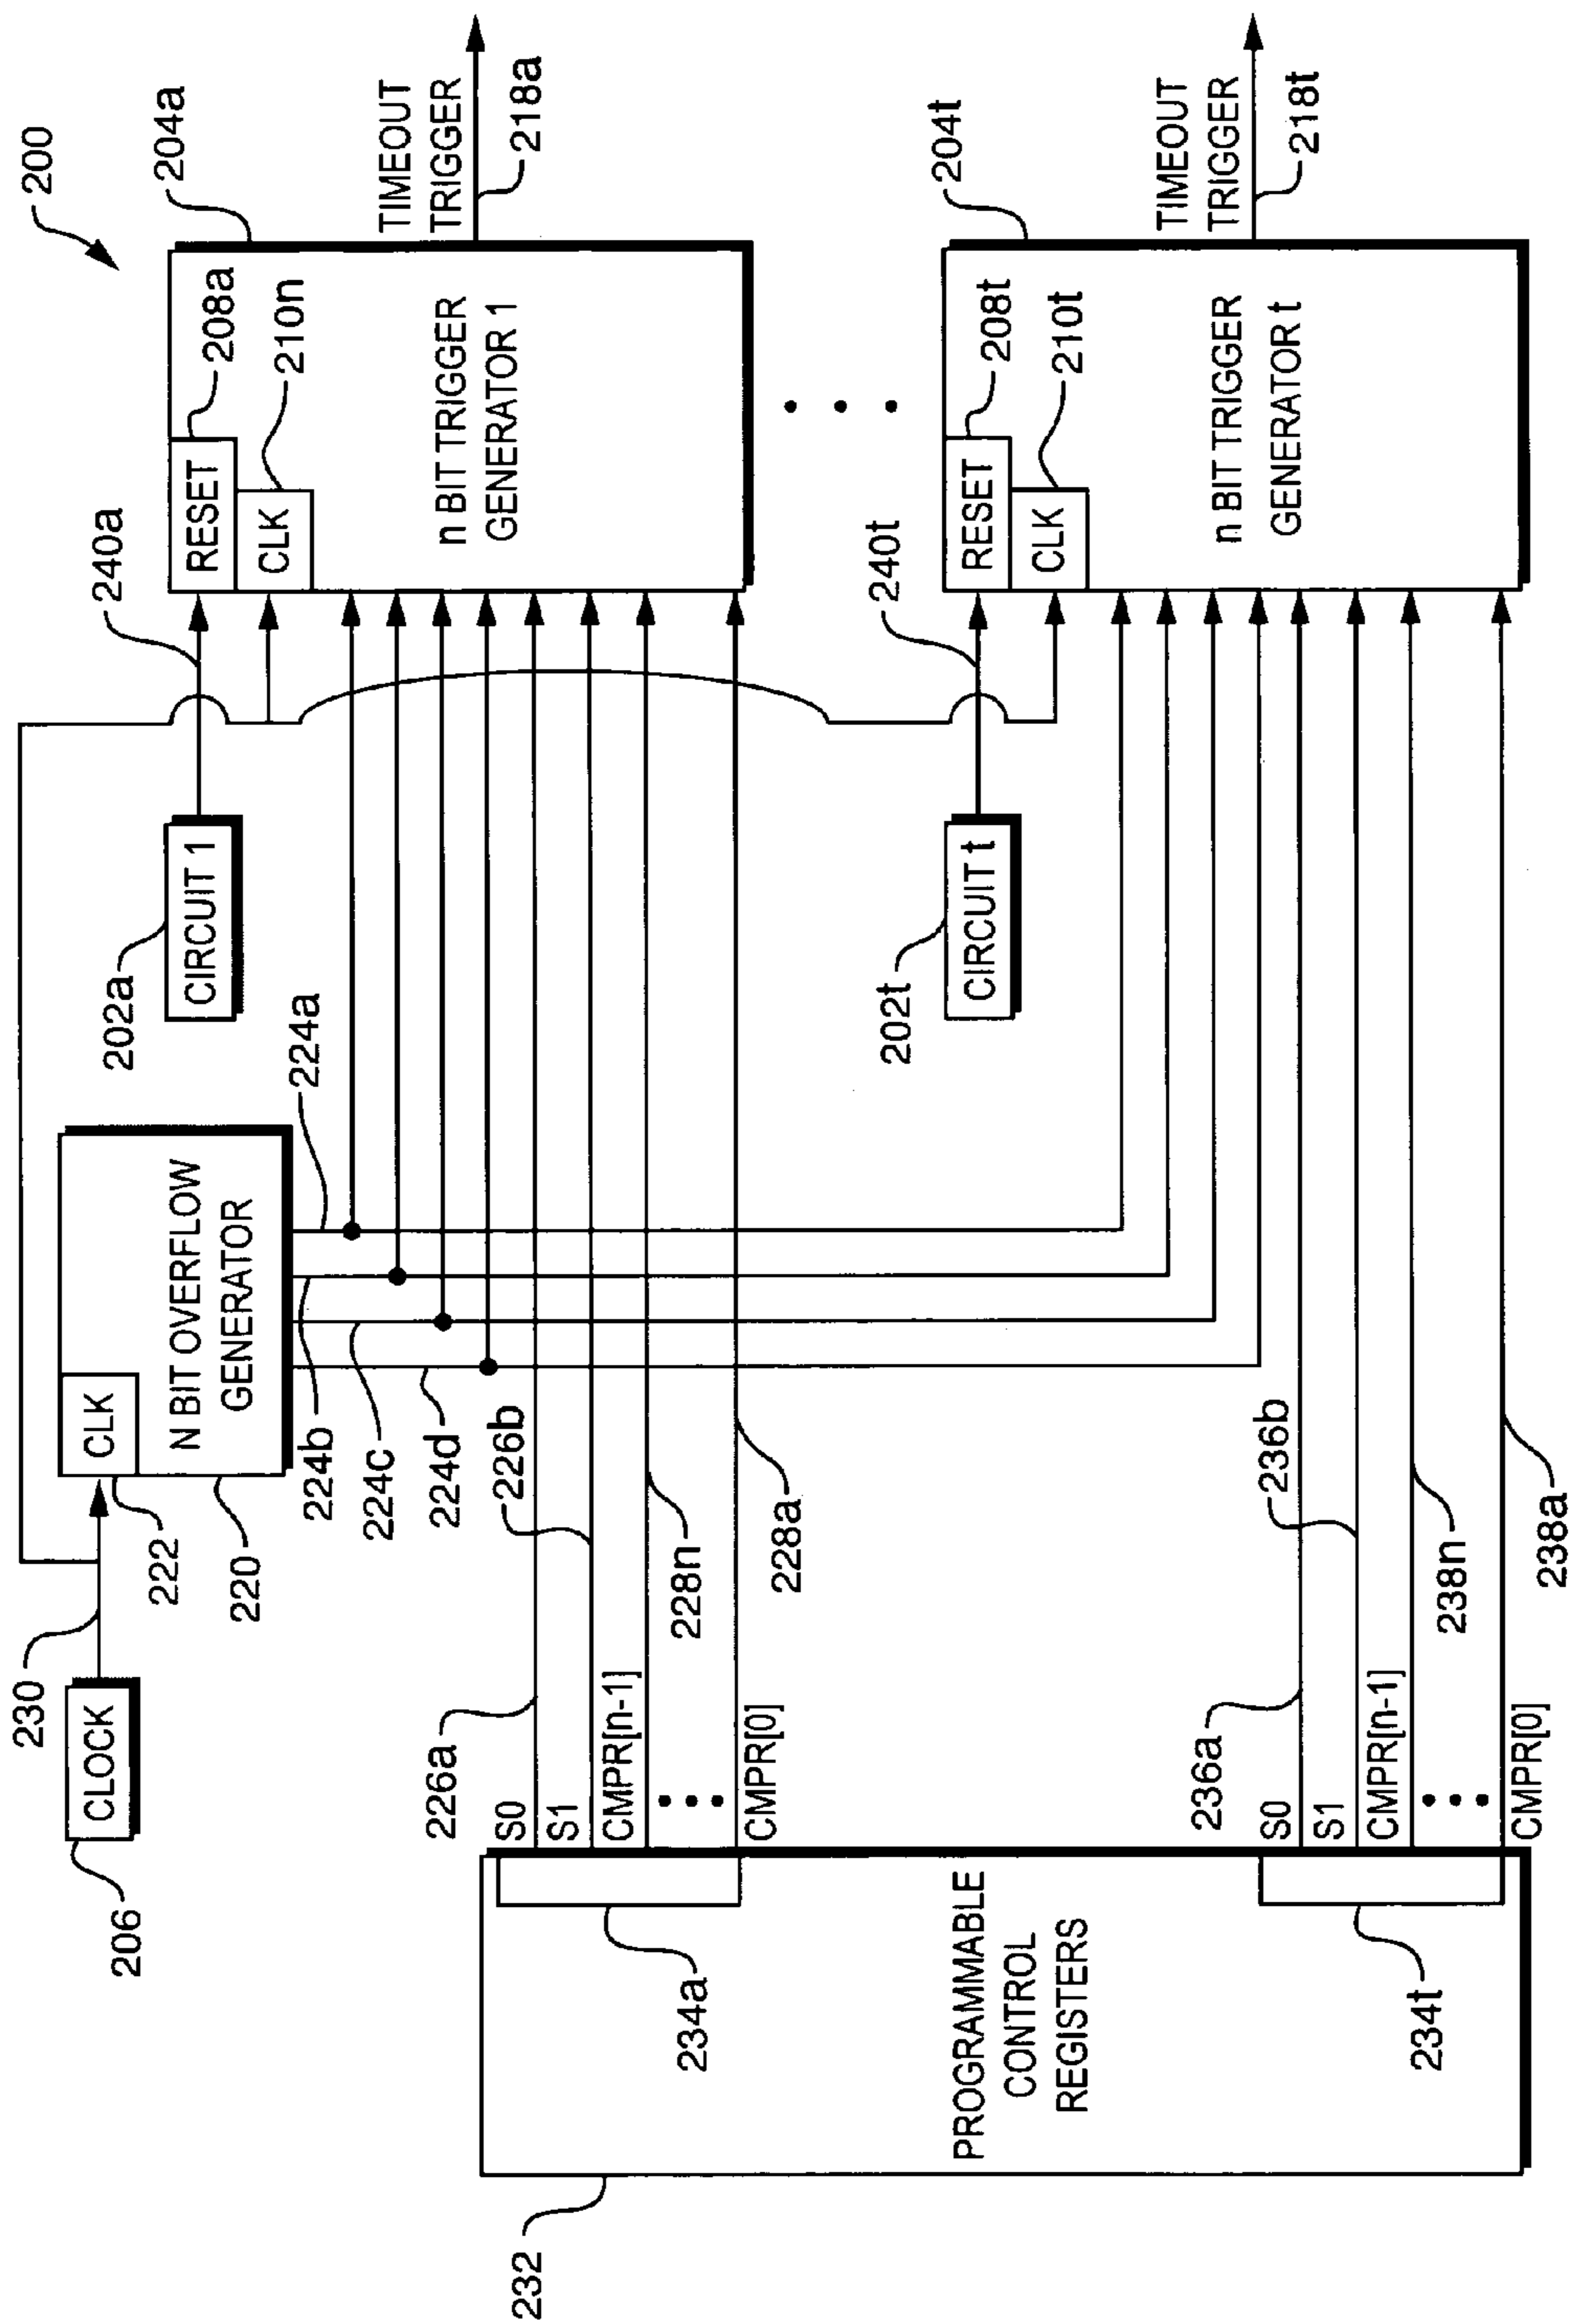 200
230
CLOCK
206
CLK
222
N BIT OVERFLOW
GENERATOR
220
224a
224b
224c
224d
202a
CIRCUIT 1
240a
RESET
208a
CLK
210n
n BIT TRIGGER
GENERATOR 1
204a
TIMEOUT
TRIGGER
218a
226a
226b
228n
228a
S0
S1
CMPR[n-1]
CMPR[0]
234a
PROGRAMMABLE
CONTROL
REGISTERS
232
202t
CIRCUIT t
240t
RESET
208t
CLK
210t
n BIT TRIGGER
GENERATOR t
204t
TIMEOUT
TRIGGER
218t
236a
236b
238n
238a
S0
S1
CMPR[n-1]
CMPR[0]
234t